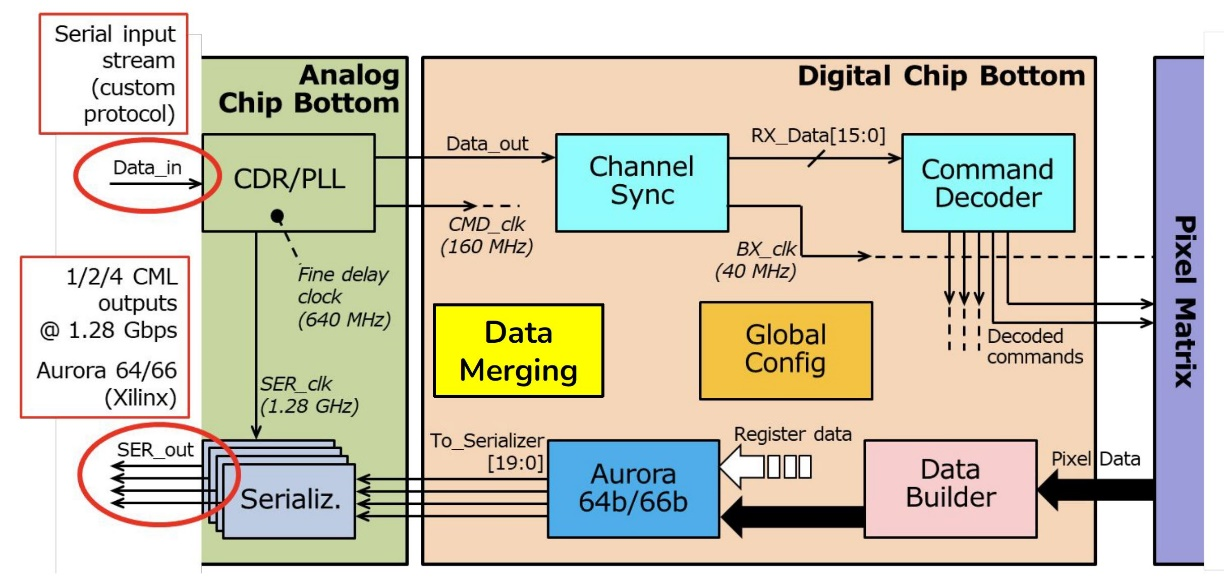 Serial input
stream
(custom
protocol)
Analog
Chip Bottom
Digital Chip Bottom
Data_in
CDR/PLL
Data_out
Channel
Sync
RX_Data[15:0]
Command
Decoder
CMD_clk
(160 MHz)
BX_clk
(40 MHz)
Fine delay
clock
(640 MHz)
Pixel Matrix
1/2/4 CML
outputs
@ 1.28 Gbps
Aurora 64/66
(Xilinx)
Data
Merging
Global
Config
Decoded
commands
SER_clk
(1.28 GHz)
SER_out
Serializ.
To_Serializer
[19:0]
Aurora
64b/66b
Register data
Data
Builder
Pixel Data